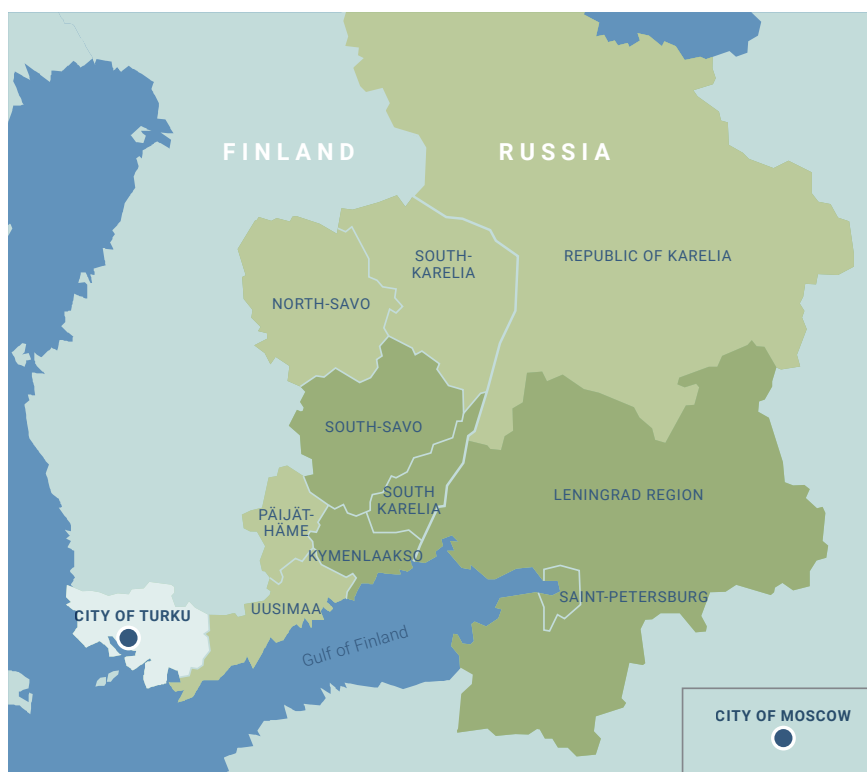 FINLAND
RUSSIA
SOUTH-
KARELIA
REPUBLIC OF KARELIA
NORTH-SAVO
SOUTH-SAVO
SOUTH
KARELIA
LENINGRAD REGION
PÄIJÄT-
HÄME
KYMENLAAKSO
UUSIMAA
SAINT-PETERSBURG
CITY OF TURKU
Gulf of Finland
CITY OF MOSCOW